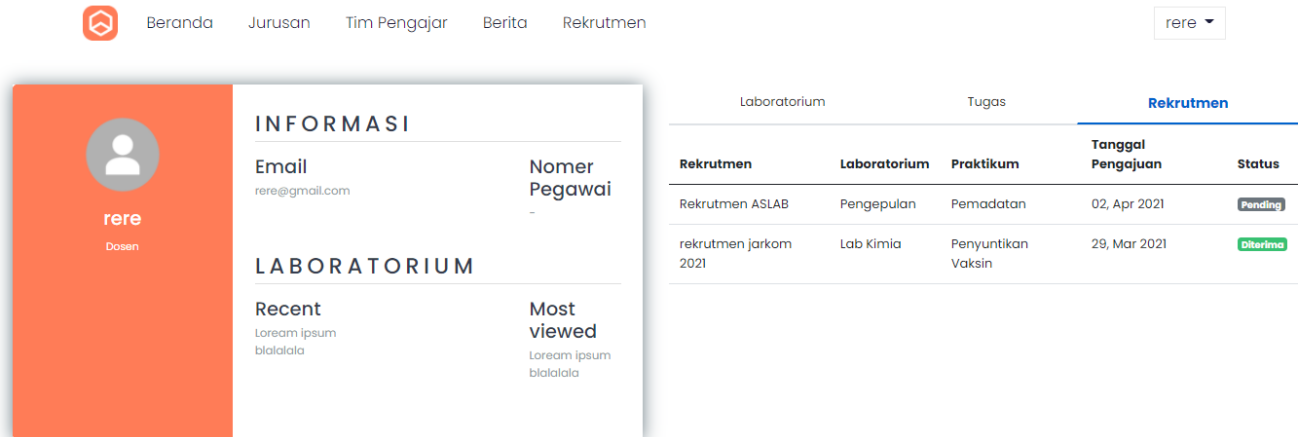 Beranda Jurusan Tim Pengajar Berita Rekrutmen rere
rere
Dosen
INFORMASI
Email
rere@gmail.com
Nomer
Pegawai
-
LABORATORIUM
Recent
Loream ipsum
blalalala
Most
viewed
Loream ipsum
blalalala
Laboratorium Tugas Rekrutmen
Rekrutmen Laboratorium Praktikum Tanggal Pengajuan Status
Rekrutmen ASLAB Pengepulan Pemadatan 02, Apr 2021 Pending
rekrutmen jarkom 2021 Lab Kimia Penyuntikan Vaksin 29, Mar 2021 Diterima